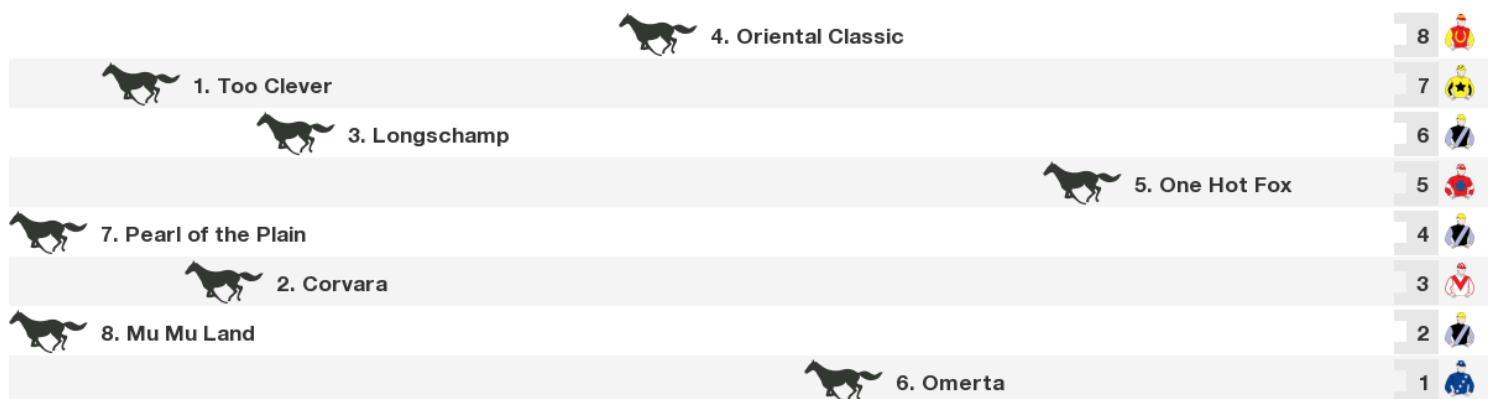 4. Oriental Classic 8
1. Too Clever 7
3. Longschamp 6
5. One Hot Fox 5
7. Pearl of the Plain 4
2. Corvara 3
8. Mu Mu Land 2
6. Omerta 1